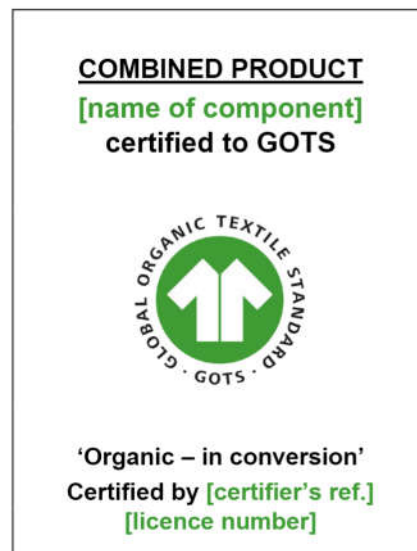 COMBINED PRODUCT
[name of component]
certified to GOTS
GLOBAL ORGANIC TEXTILE STANDARD · GOTS ·
‘Organic – in conversion’
Certified by [certifier’s ref.]
[licence number]